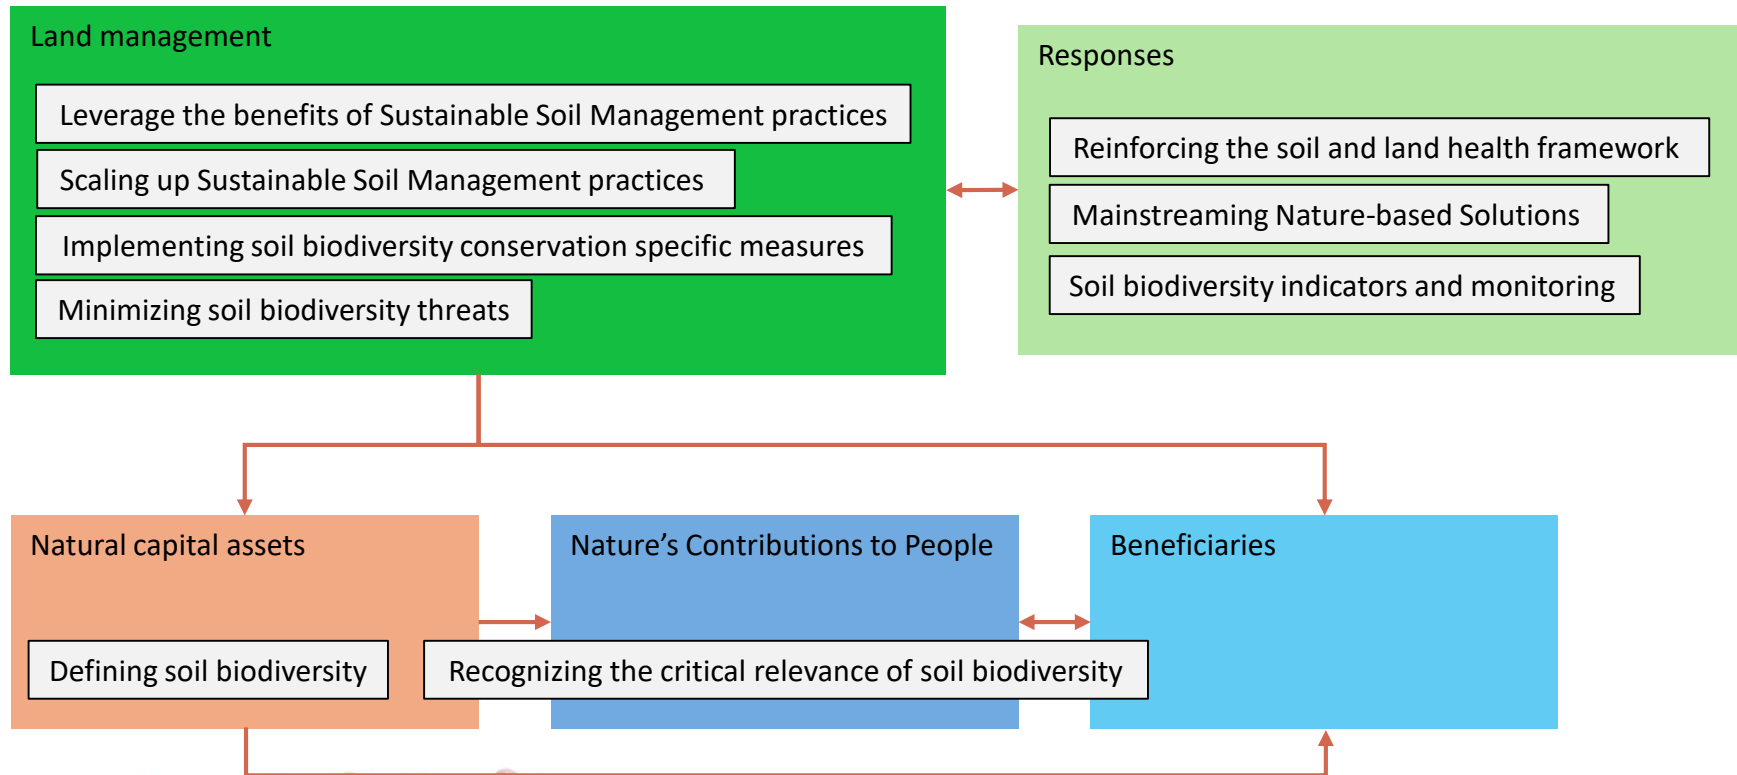 Land management
Leverage the benefits of Sustainable Soil Management practices
Scaling up Sustainable Soil Management practices
Implementing soil biodiversity conservation specific measures
Minimizing soil biodiversity threats
Responses
Reinforcing the soil and land health framework
Mainstreaming Nature-based Solutions
Soil biodiversity indicators and monitoring
Natural capital assets
Defining soil biodiversity
Nature’s Contributions to People
Recognizing the critical relevance of soil biodiversity
Beneficiaries